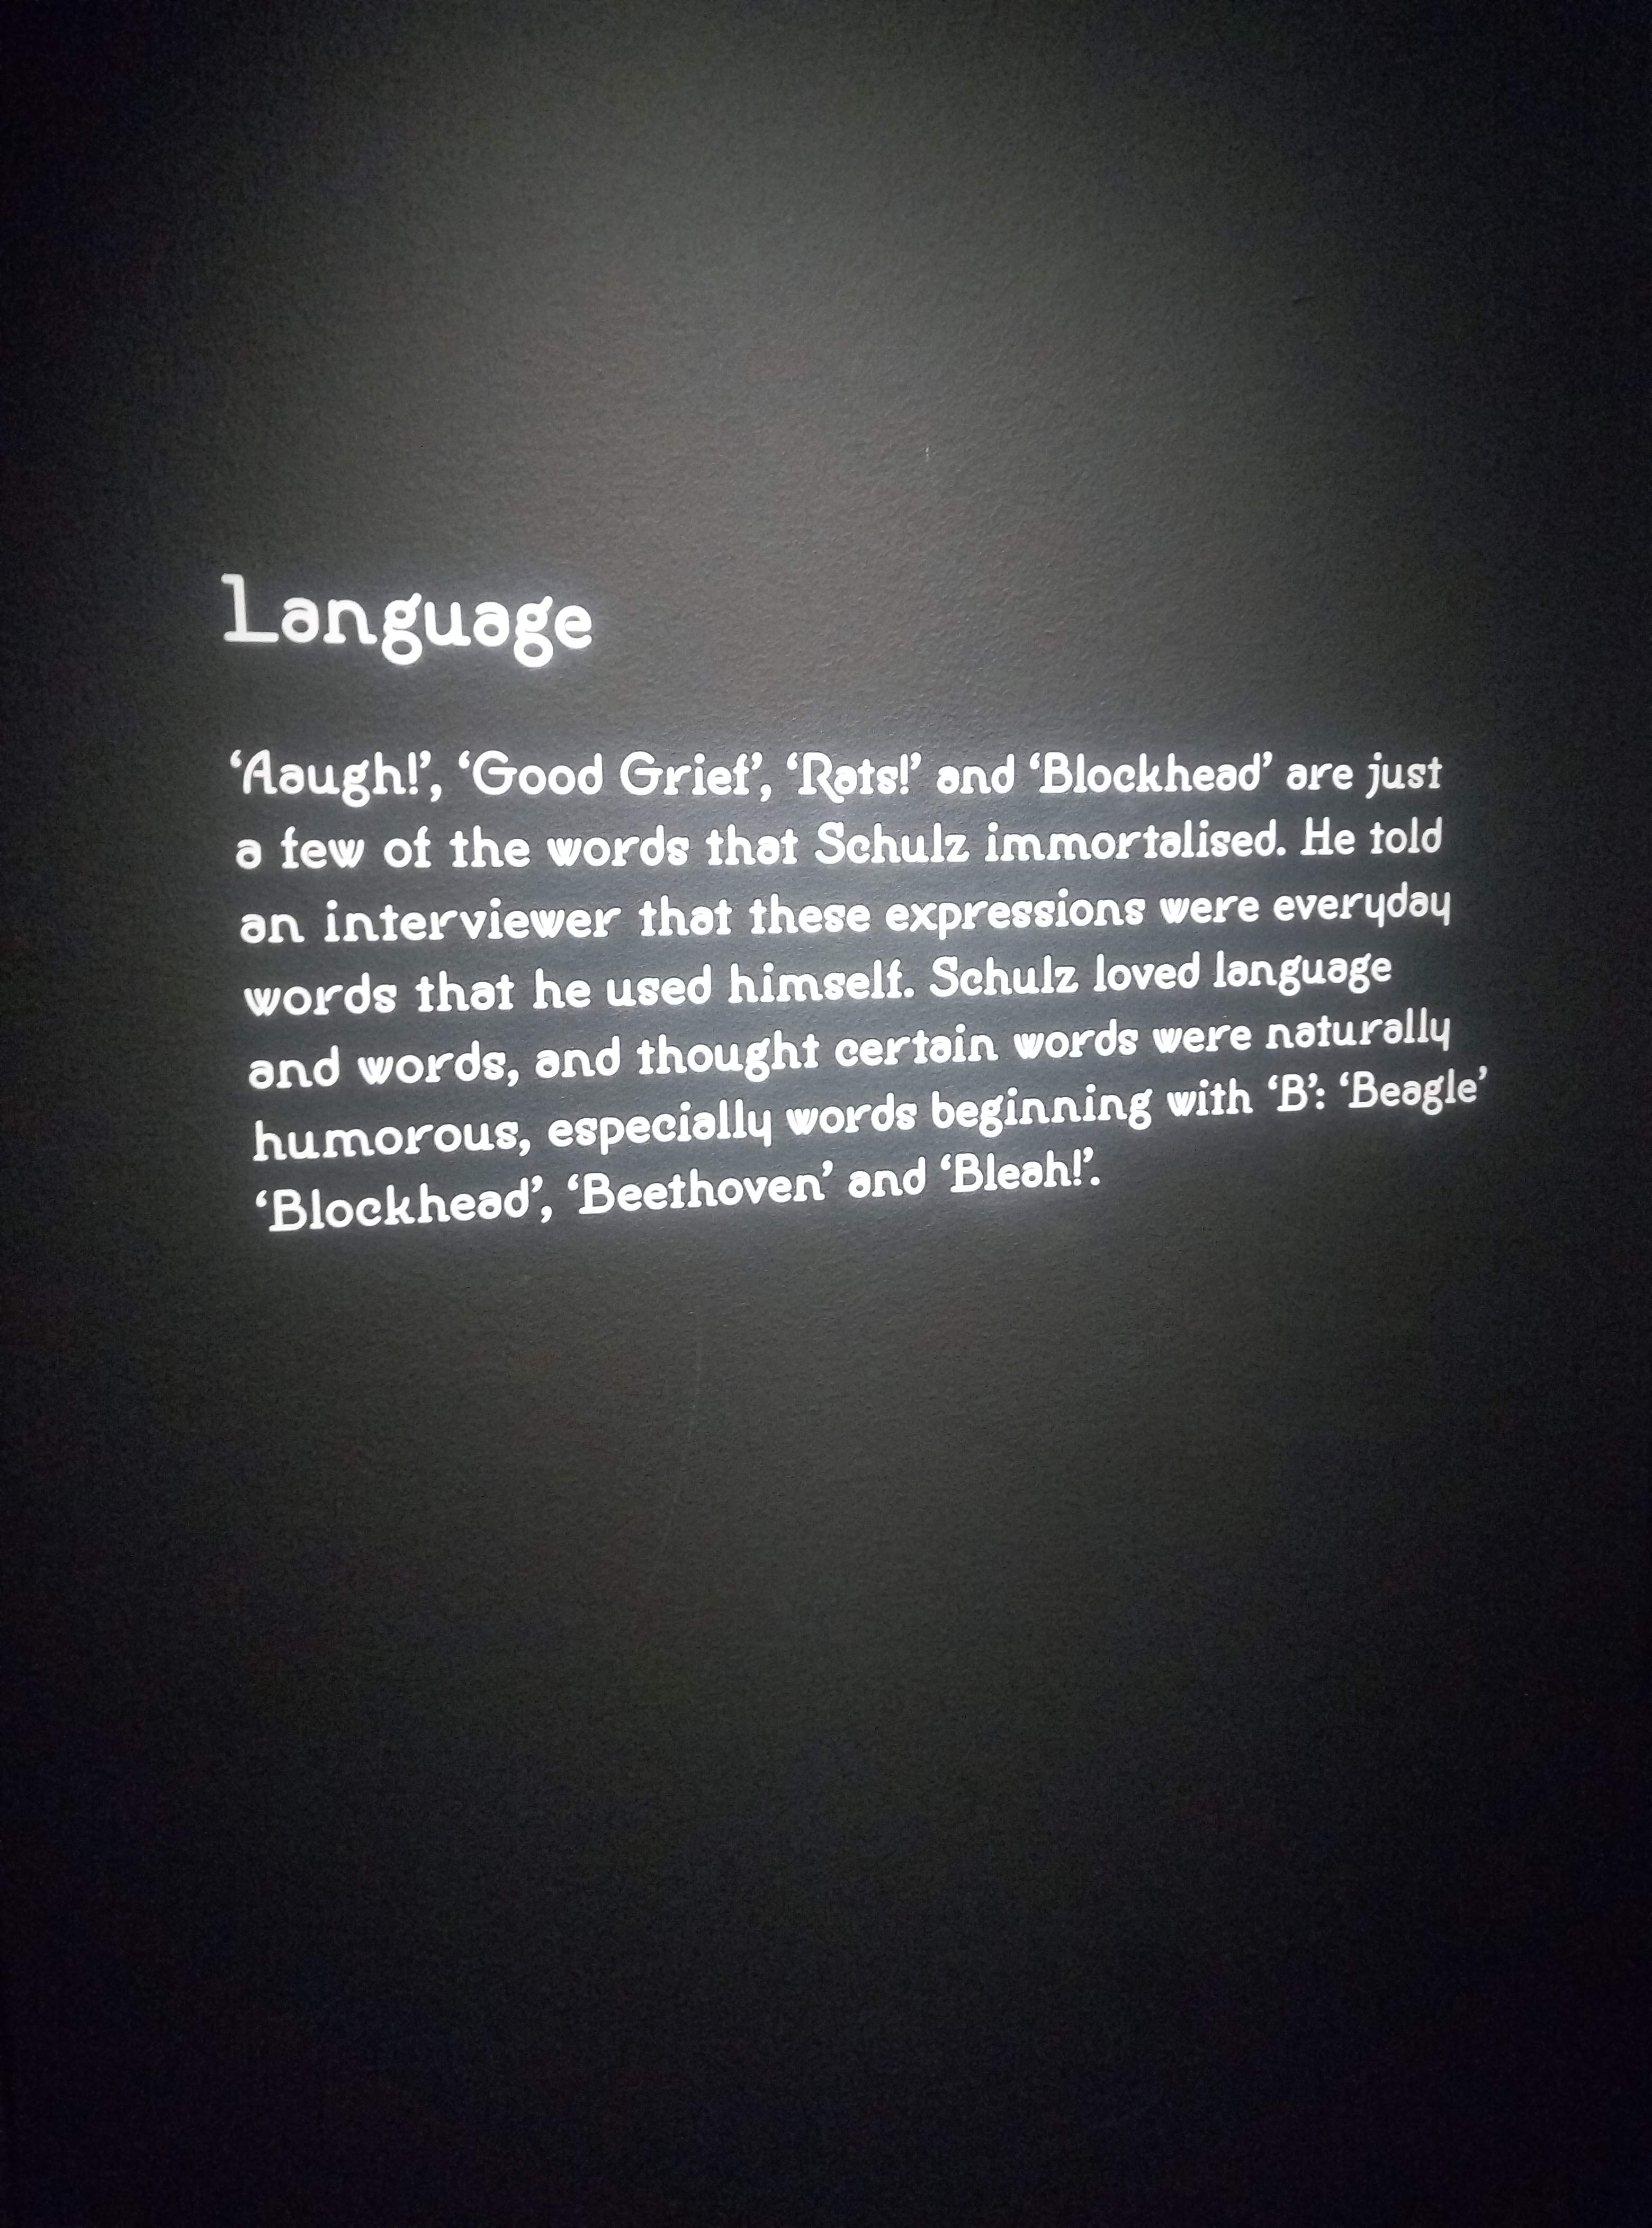 Language
‘Aaugh!’, ‘Good Grief’, ‘Rats!’ and ‘Blockhead’ are just
a few of the words that Schulz immortalised. He told
an interviewer that these expressions were everyday
words that he used himself. Schulz loved language
and words, and thought certain words were naturally
humorous, especially words beginning with ‘B’: ‘Beagle’
‘Blockhead’, ‘Beethoven’ and ‘Bleah!’.